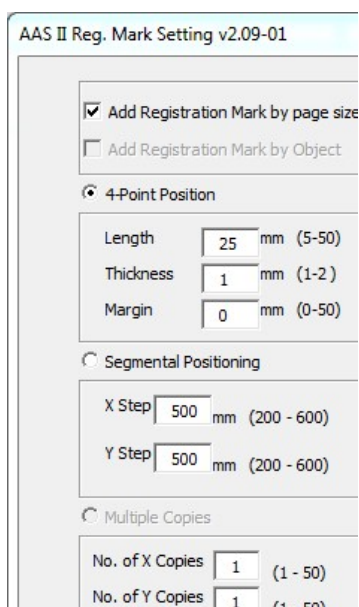 AAS II Reg. Mark Setting v2.09-01
Add Registration Mark by page size
Add Registration Mark by Object
4-Point Position
Length 25 mm (5-50)
Thickness 1 mm (1-2 )
Margin 0 mm (0-50)
Segmental Positioning
X Step 500 mm (200 - 600)
Y Step 500 mm (200 - 600)
Multiple Copies
No. of X Copies 1 (1 - 50)
No. of Y Copies 1 (1 - 50)